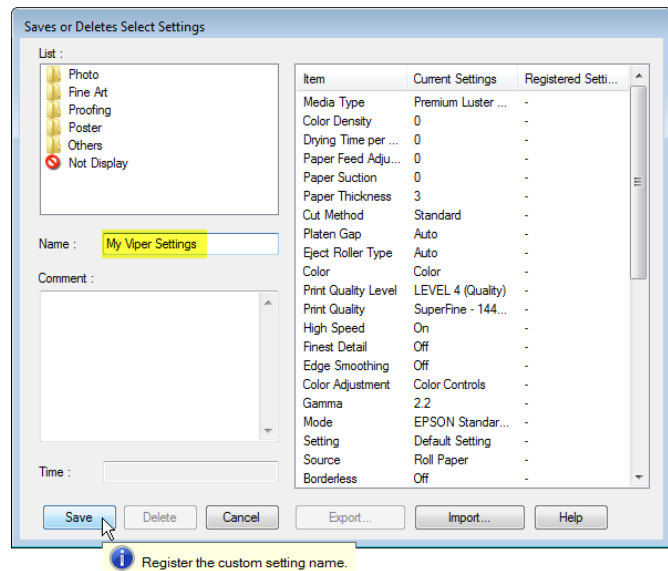 Saves or Deletes Select Settings
List :
Photo
Fine Art
Proofing
Poster
Others
Not Display
Name : My Viper Settings
Comment :
Time :
Item Current Settings Registered Setti...
Media Type Premium Luster ... -
Color Density 0 -
Drying Time per ... 0 -
Paper Feed Adju... 0 -
Paper Suction 0 -
Paper Thickness 3 -
Cut Method Standard -
Platen Gap Auto -
Eject Roller Type Auto -
Color Color -
Print Quality Level LEVEL 4 (Quality) -
Print Quality SuperFine - 144... -
High Speed On -
Finest Detail Off -
Edge Smoothing Off -
Color Adjustment Color Controls -
Gamma 2.2 -
Mode EPSON Standar... -
Setting Default Setting -
Source Roll Paper -
Borderless Off -
Save Delete Cancel Export... Import... Help
Register the custom setting name.